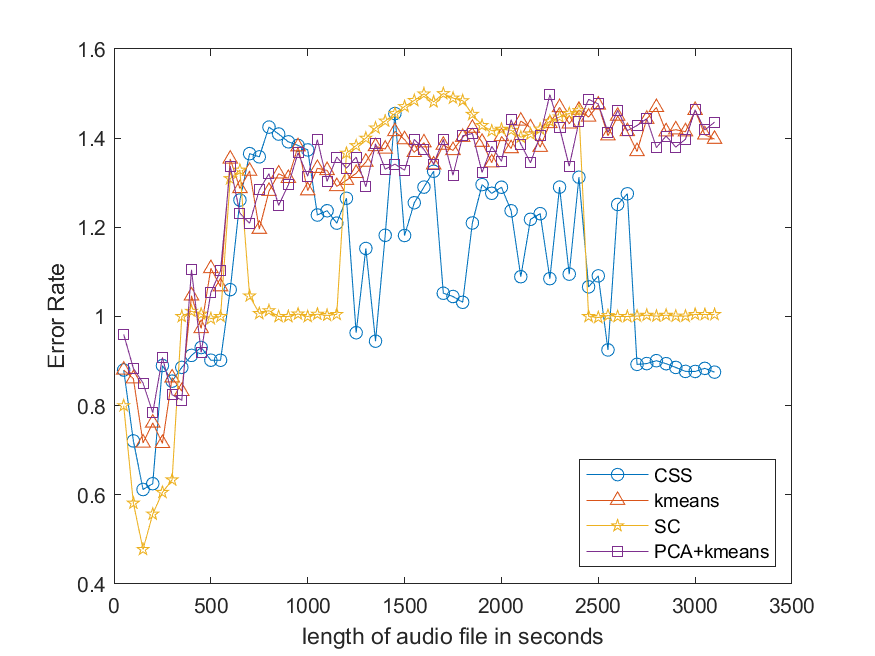 1.6
1.4
1.2
1
0.8
0.6
0.4
Error Rate
0 500 1000 1500 2000 2500 3000 3500
length of audio file in seconds
CSS
kmeans
SC
PCA+kmeans